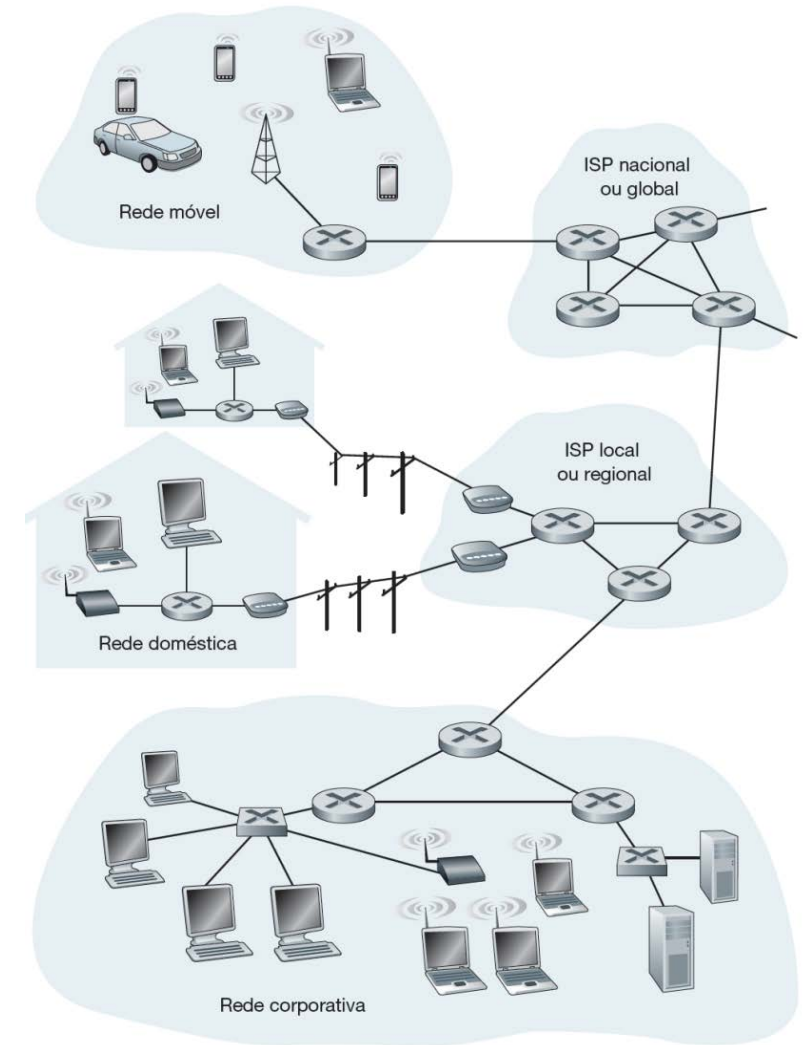 ISP nacional
ou global
Rede móvel
ISP local
ou regional
Rede doméstica
Rede corporativa